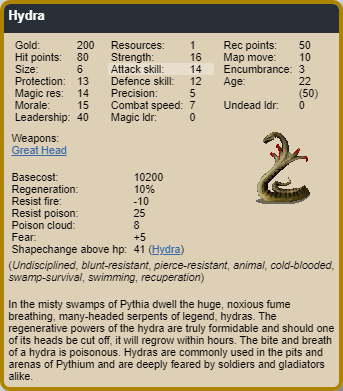 Hydra
Gold: 200 Resources: 1 Rec points: 50
Hit points: 80 Strength: 16 Map move: 10
Size: 6 Attack skill: 14 Encumbrance: 3
Protection: 13 Defence skill: 12 Age: 22
Magic res: 14 Precision: 5 (50)
Morale: 15 Combat speed: 7 Undead ldr: 0
Leadership: 40 Magic ldr: 0
Weapons:
Great Head
Basecost: 10200
Regeneration: 10%
Resist fire: -10
Resist poison: 25
Poison cloud: 8
Fear: +5
Shapechange above hp: 41 (Hydra)
(Undisciplined, blunt-resistant, pierce-resistant, animal, cold-blooded,
swamp-survival, swimming, recuperation)
In the misty swamps of Pythia dwell the huge, noxious fume
breathing, many-headed serpents of legend, hydras. The
regenerative powers of the hydra are truly formidable and should one
of its heads be cut off, it will regrow within hours. The bite and
breath of a hydra is poisonous. Hydras are commonly used in the pits and
arenas of Pythium and are deeply feared by soldiers and gladiators
alike.